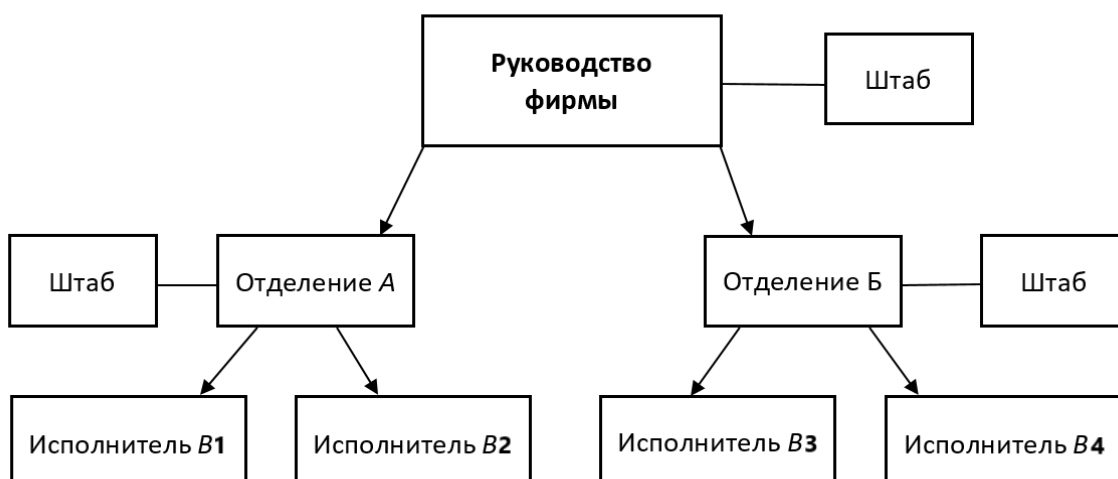 Руководство
фирмы
Штаб
Штаб
Отделение А
Отделение Б
Штаб
Исполнитель В1
Исполнитель В2
Исполнитель В3
Исполнитель В4